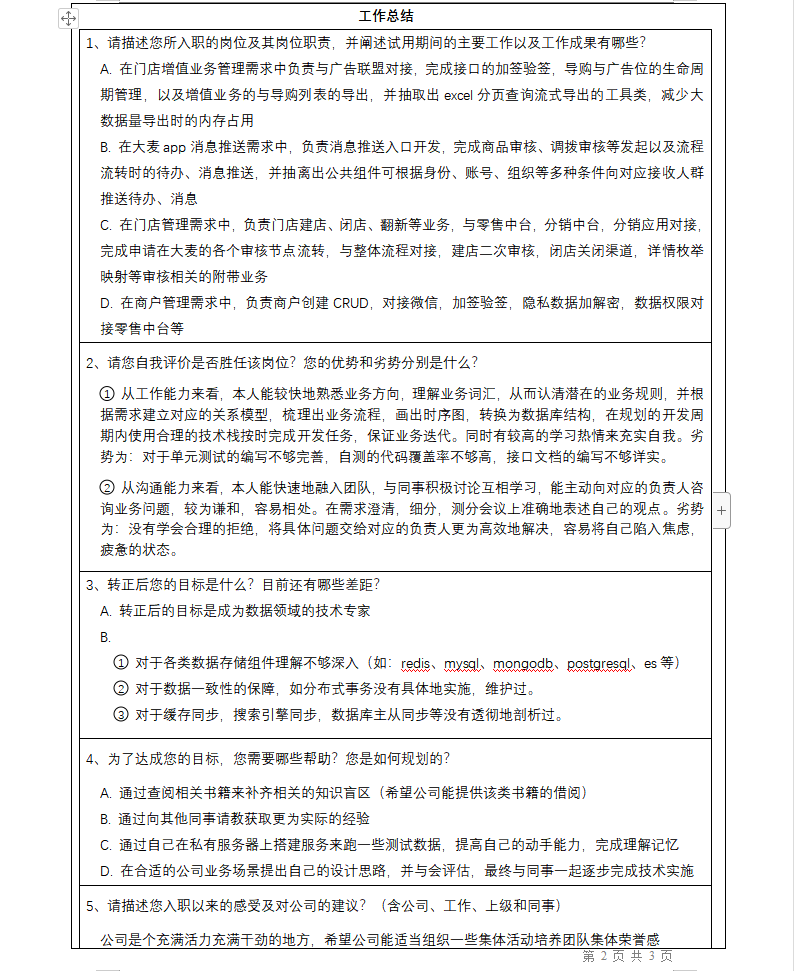 工作总结
1、请描述您所入职的岗位及其岗位职责，并阐述试用期间的主要工作以及工作成果有哪些？
A. 在门店增值业务管理需求中负责与广告联盟对接，完成接口的加签验签，导购与广告位的生命周
期管理，以及增值业务的与导购列表的导出，并抽取出 excel 分页查询流式导出的工具类，减少大
数据量导出时的内存占用
B. 在大麦 app 消息推送需求中，负责消息推送入口开发，完成商品审核、调拨审核等发起以及流程
流转时的待办、消息推送，并抽离出公共组件可根据身份、账号、组织等多种条件向对应接收人群
推送待办、消息
C. 在门店管理需求中，负责门店建店、闭店、翻新等业务，与零售中台，分销中台，分销应用对接，
完成申请在大麦的各个审核节点流转，与整体流程对接，建店二次审核，闭店关闭渠道，详情枚举
映射等审核相关的附带业务
D. 在商户管理需求中，负责商户创建 CRUD，对接微信，加签验签，隐私数据加解密，数据权限对
接零售中台等
2、请您自我评价是否胜任该岗位？您的优势和劣势分别是什么？
① 从工作能力来看，本人能较快地熟悉业务方向，理解业务词汇，从而认清潜在的业务规则，并根
据需求建立对应的关系模型，梳理出业务流程，画出时序图，转换为数据库结构，在规划的开发周
期内使用合理的技术栈按时完成开发任务，保证业务迭代。同时有较高的学习热情来充实自我。劣
势为：对于单元测试的编写不够完善，自测的代码覆盖率不够高，接口文档的编写不够详实。
② 从沟通能力来看，本人能快速地融入团队，与同事积极讨论互相学习，能主动向对应的负责人咨
询业务问题，较为谦和，容易相处。在需求澄清，细分，测分会议上准确地表述自己的观点。劣势
为：没有学会合理的拒绝，将具体问题交给对应的负责人更为高效地解决，容易将自己陷入焦虑，
疲惫的状态。
3、转正后您的目标是什么？目前还有哪些差距？
A. 转正后的目标是成为数据领域的技术专家
B.
① 对于各类数据存储组件理解不够深入（如：redis、mysql、mongodb、postgresql、es 等）
② 对于数据一致性的保障，如分布式事务没有具体地实施，维护过。
③ 对于缓存同步，搜索引擎同步，数据库主从同步等没有透彻地剖析过。
4、为了达成您的目标，您需要哪些帮助？您是如何规划的？
A. 通过查阅相关书籍来补齐相关的知识盲区（希望公司能提供该类书籍的借阅）
B. 通过向其他同事请教获取更为实际的经验
C. 通过自己在私有服务器上搭建服务来跑一些测试数据，提高自己的动手能力，完成理解记忆
D. 在合适的公司业务场景提出自己的设计思路，并与会评估，最终与同事一起逐步完成技术实施
5、请描述您入职以来的感受及对公司的建议？（含公司、工作、上级和同事）
公司是个充满活力充满干劲的地方，希望公司能适当组织一些集体活动培养团队集体荣誉感
第 2 页 共 3 页